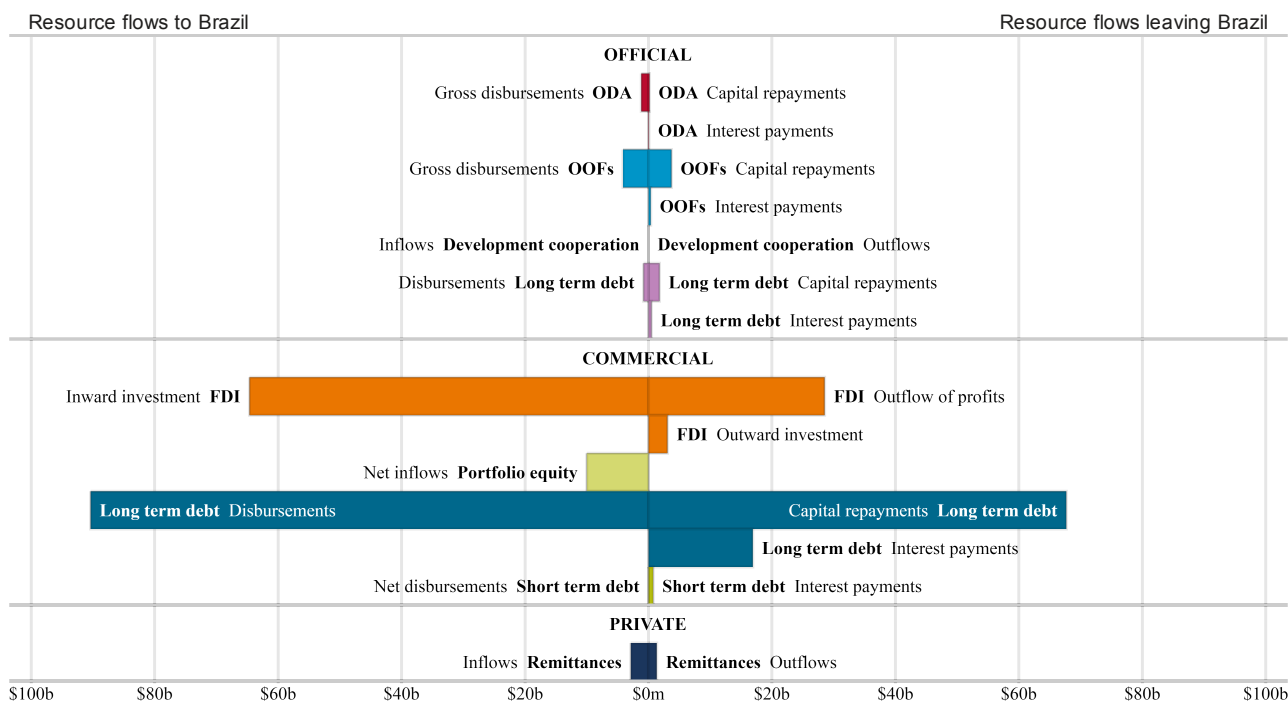 Resource flows to Brazil Resource flows leaving Brazil
OFFICIAL
Gross disbursements ODA ODA Capital repayments
ODA Interest payments
Gross disbursements OOFs OOFs Capital repayments
OOFs Interest payments
Inflows Development cooperation Development cooperation Outflows
Disbursements Long term debt Long term debt Capital repayments
Long term debt Interest payments
COMMERCIAL
Inward investment FDI FDI Outflow of profits
FDI Outward investment
Net inflows Portfolio equity
Long term debt Disbursements Capital repayments Long term debt
Long term debt Interest payments
Net disbursements Short term debt Short term debt Interest payments
PRIVATE
Inflows Remittances Remittances Outflows
$100b $80b $60b $40b $20b $0m $20b $40b $60b $80b $100b